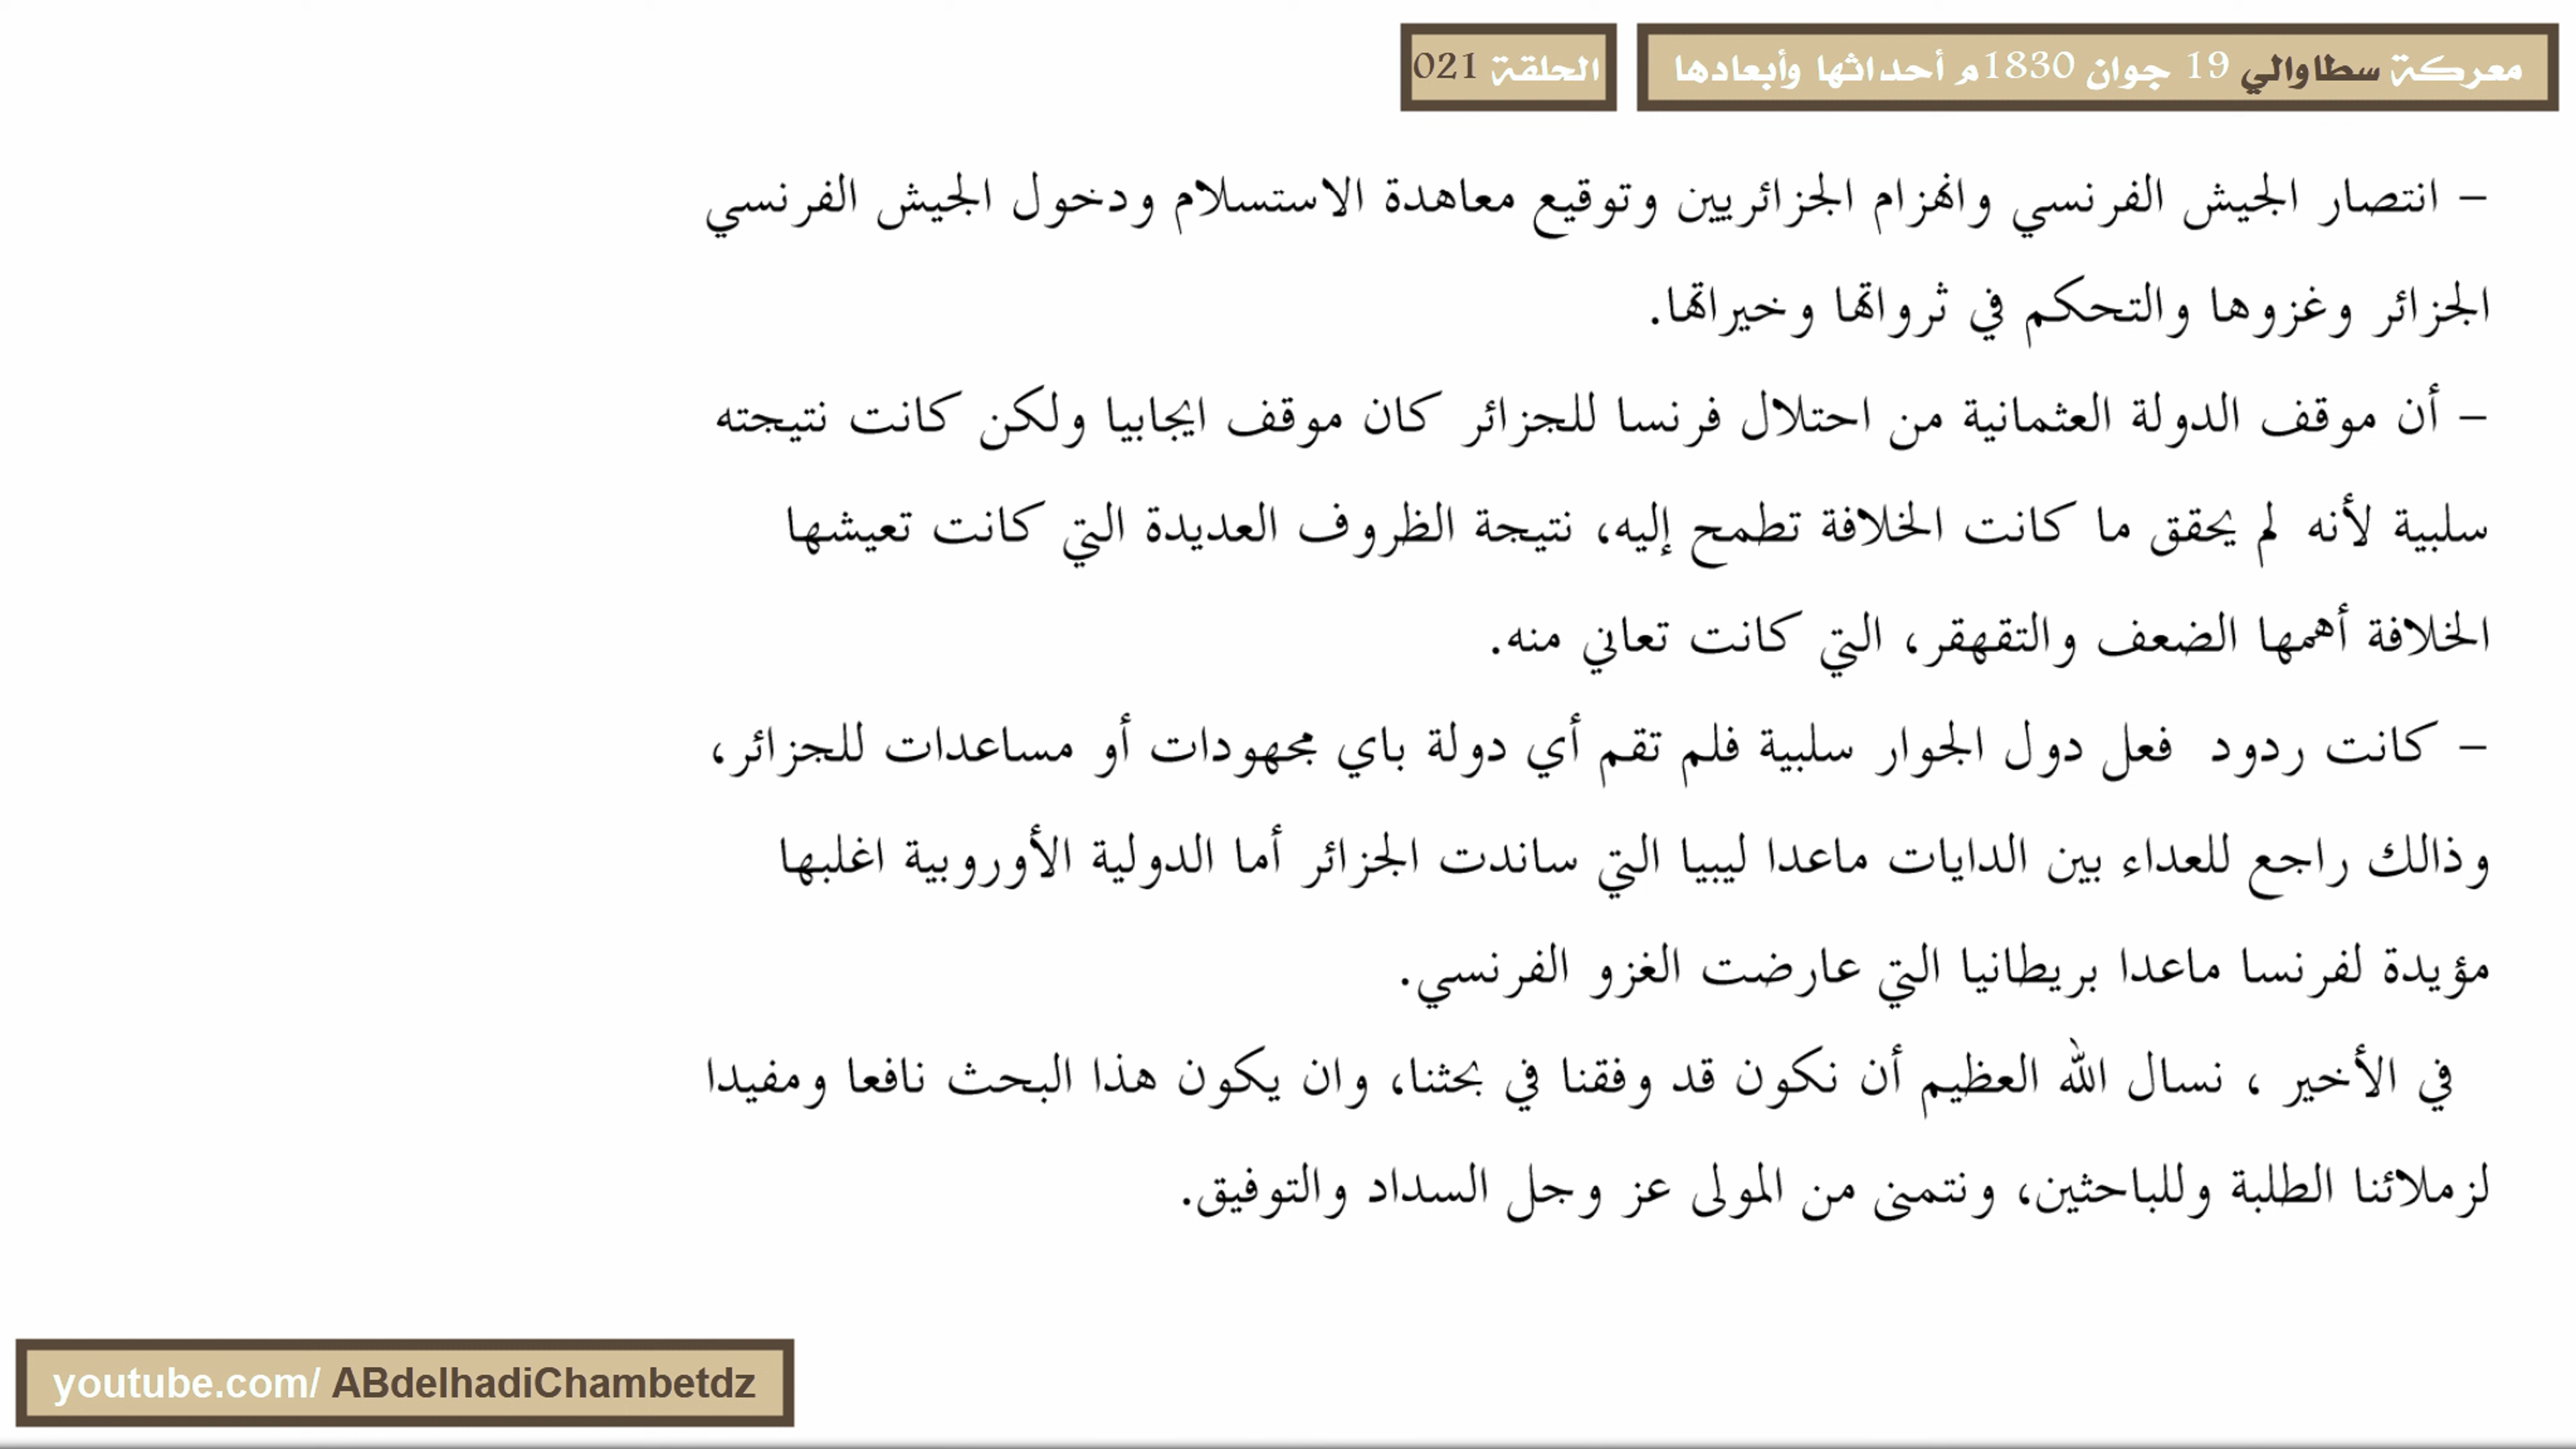 معركة سطاوالي 19 جوان 1830م أحداثها وأبعادها
الحلقة 021
– انتصار الجيش الفرنسي وانهزام الجزائريين وتوقيع معاهدة الاستسلام ودخول الجيش الفرنسي
الجزائر وغزوها والتحكم في ثرواتها وخيراتها.
– أن موقف الدولة العثمانية من احتلال فرنسا للجزائر كان موقف ايجابيا ولكن كانت نتيجته
سلبية لأنه لم يحقق ما كانت الخلافة تطمح إليه، نتيجة الظروف العديدة التي كانت تعيشها
الخلافة أهمها الضعف والتقهقر، التي كانت تعاني منه.
– كانت ردود فعل دول الجوار سلبية فلم تقم أي دولة باي مجهودات أو مساعدات للجزائر،
وذالك راجع للعداء بين الدايات ماعدا ليبيا التي ساندت الجزائر أما الدولية الأوروبية اغلبها
مؤيدة لفرنسا ماعدا بريطانيا التي عارضت الغزو الفرنسي.
في الأخير ، نسال الله العظيم أن نكون قد وفقنا في بحثنا، وان يكون هذا البحث نافعا ومفيدا
لزملائنا الطلبة وللباحثين، ونتمنى من المولى عز وجل السداد والتوفيق.
youtube.com/ ABdelhadiChambetdz